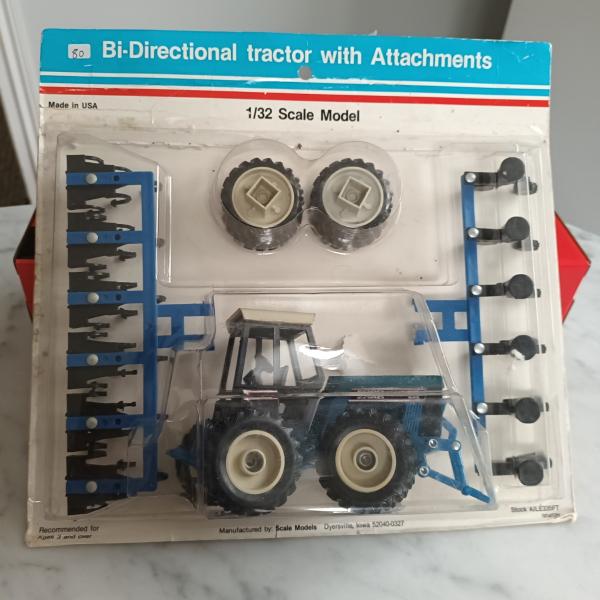 80
Bi-Directional tractor with Attachments
Made in USA
1/32 Scale Model
Recommended for
Ages 3 and over
Manufactured by: Scale Models Dyersville, Iowa 52040-0327